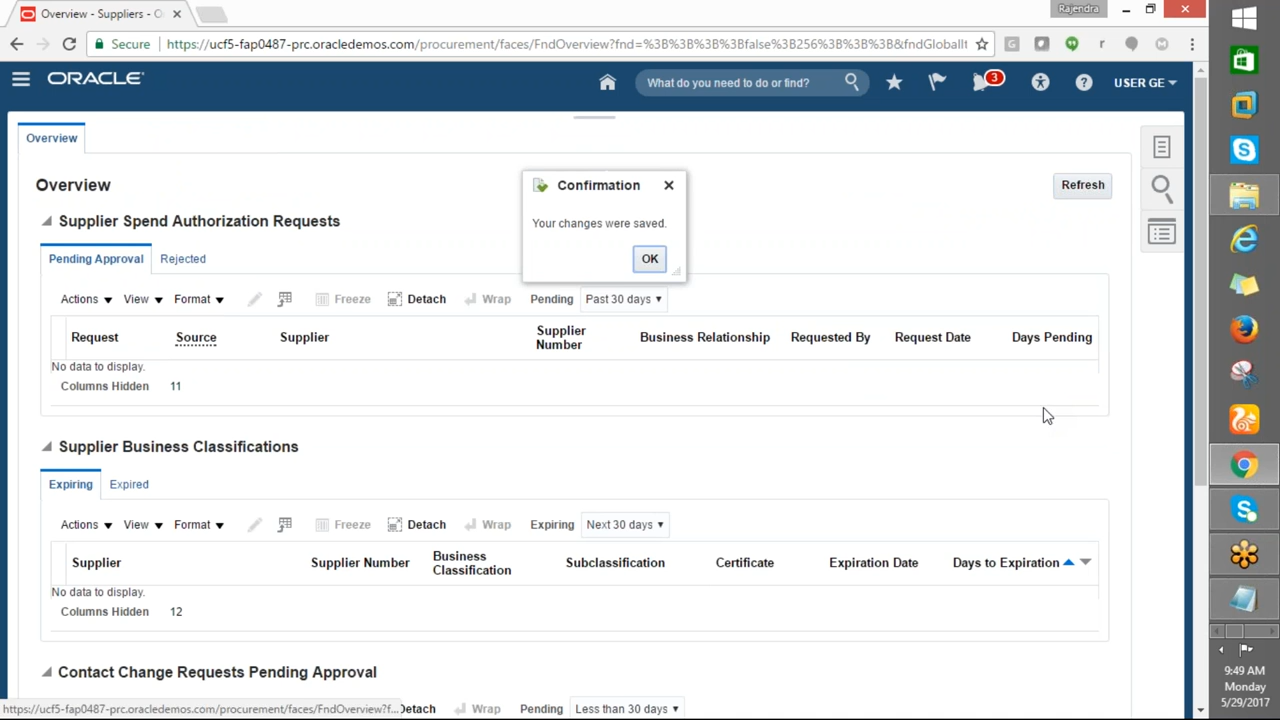 Overview - Suppliers - O
Rajendra
Secure
https://ucf5-fap0487-prc.oracledemos.com/procurement/faces/FndOverview?fnd=%3B%3B%3B%3Bfalse%3B256%3B%3B%3B&fndGlobalIt
G
r
M
ORACLE
What do you need to do or find?
3
?
USER GE
Overview
Overview
Refresh
Confirmation
Your changes were saved.
OK
Supplier Spend Authorization Requests
Pending Approval Rejected
Actions View Format Freeze Detach Wrap Pending Past 30 days
Request Source Supplier Supplier Number Business Relationship Requested By Request Date Days Pending
No data to display.
Columns Hidden 11
Supplier Business Classifications
Expiring Expired
Actions View Format Freeze Detach Wrap Expiring Next 30 days
Supplier Supplier Number Business Classification Subclassification Certificate Expiration Date Days to Expiration
No data to display.
Columns Hidden 12
Contact Change Requests Pending Approval
https://ucf5-fap0487-prc.oracledemos.com/procurement/faces/FndOverview?f...
Detach Wrap Pending Less than 30 days
9:49 AM
Monday
5/29/2017